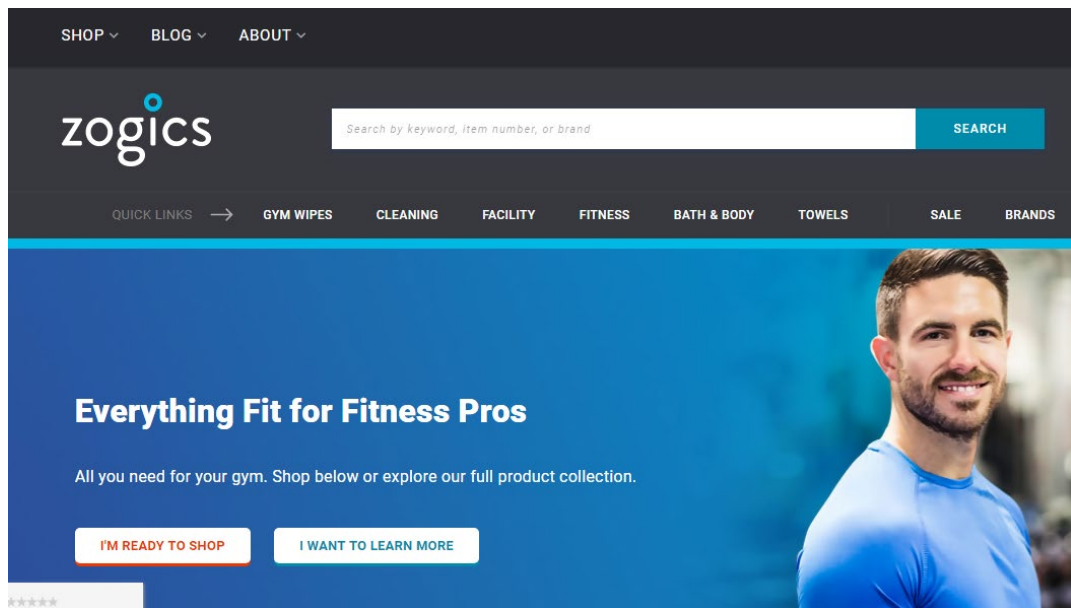 SHOP BLOG ABOUT
zogics
Search by keyword, item number, or brand SEARCH
QUICK LINKS → GYM WIPES CLEANING FACILITY FITNESS BATH & BODY TOWELS SALE BRANDS
Everything Fit for Fitness Pros
All you need for your gym. Shop below or explore our full product collection.
I'M READY TO SHOP I WANT TO LEARN MORE